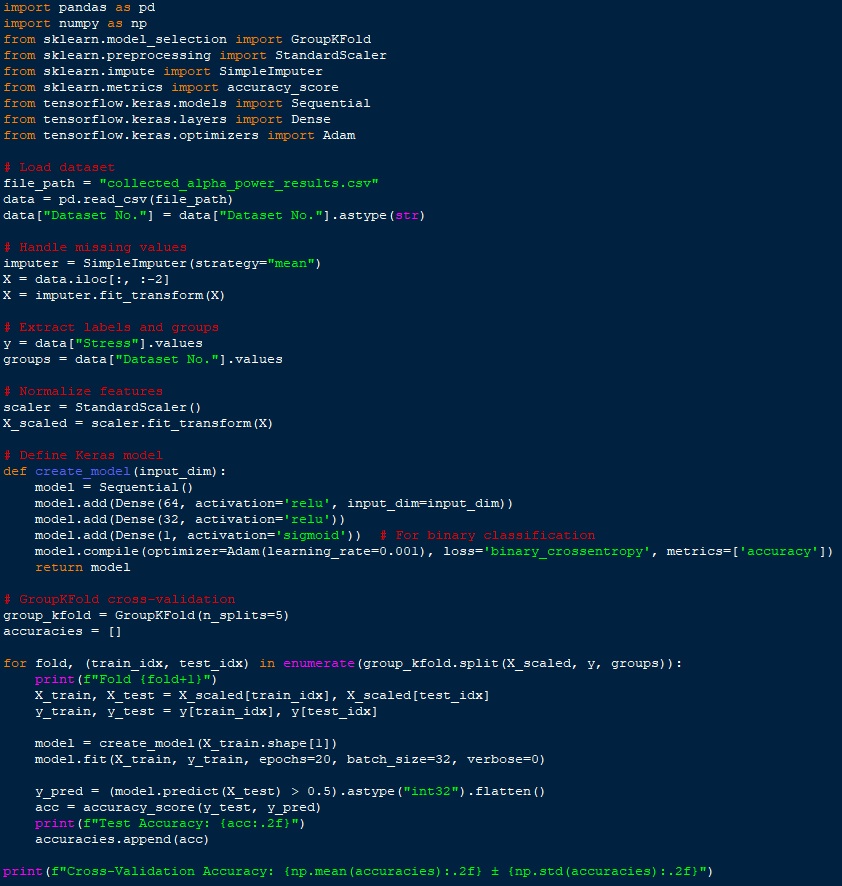 import pandas as pd
import numpy as np
from sklearn.model_selection import GroupKFold
from sklearn.preprocessing import StandardScaler
from sklearn.impute import SimpleImputer
from sklearn.metrics import accuracy_score
from tensorflow.keras.models import Sequential
from tensorflow.keras.layers import Dense
from tensorflow.keras.optimizers import Adam

# Load dataset
file_path = "collected_alpha_power_results.csv"
data = pd.read_csv(file_path)
data["Dataset No."] = data["Dataset No."].astype(str)

# Handle missing values
imputer = SimpleImputer(strategy="mean")
X = data.iloc[:, :-2]
X = imputer.fit_transform(X)

# Extract labels and groups
y = data["Stress"].values
groups = data["Dataset No."].values

# Normalize features
scaler = StandardScaler()
X_scaled = scaler.fit_transform(X)

# Define Keras model
def create_model(input_dim):
    model = Sequential()
    model.add(Dense(64, activation='relu', input_dim=input_dim))
    model.add(Dense(32, activation='relu'))
    model.add(Dense(1, activation='sigmoid'))  # For binary classification
    model.compile(optimizer=Adam(learning_rate=0.001), loss='binary_crossentropy', metrics=['accuracy'])
    return model

# GroupKFold cross-validation
group_kfold = GroupKFold(n_splits=5)
accuracies = []

for fold, (train_idx, test_idx) in enumerate(group_kfold.split(X_scaled, y, groups)):
    print(f"Fold {fold+1}")
    X_train, X_test = X_scaled[train_idx], X_scaled[test_idx]
    y_train, y_test = y[train_idx], y[test_idx]

    model = create_model(X_train.shape[1])
    model.fit(X_train, y_train, epochs=20, batch_size=32, verbose=0)

    y_pred = (model.predict(X_test) > 0.5).astype("int32").flatten()
    acc = accuracy_score(y_test, y_pred)
    print(f"Test Accuracy: {acc:.2f}")
    accuracies.append(acc)

print(f"Cross-Validation Accuracy: {np.mean(accuracies):.2f} ± {np.std(accuracies):.2f}")